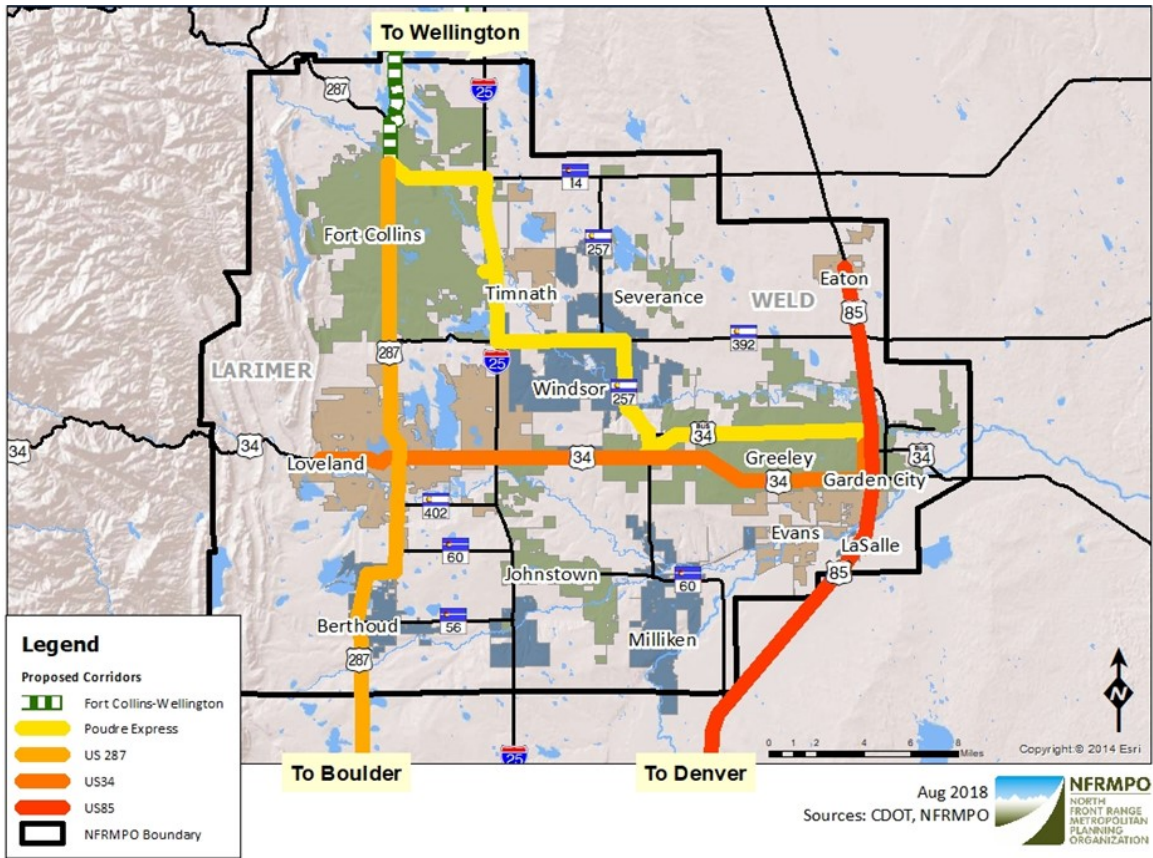 To Wellington
287
25
14
Fort Collins
257
Eaton
Timnath
Severance
WELD
85
392
287
25
LARIMER
Windsor
257
BUS
34
34
34
Loveland
34
Greeley
BUS
34
34
Garden City
402
Evans
LaSalle
60
Johnstown
60
85
Berthoud
56
Milliken
287
N
25
0 2 4 6 8
Miles
Copyright:© 2014 Esri
To Boulder
To Denver
Legend
Proposed Corridors
Fort Collins-Wellington
Poudre Express
US 287
US34
US85
NFRMPO Boundary
Aug 2018
Sources: CDOT, NFRMPO
NFRMPO
NORTH
FRONT RANGE
METROPOLITAN
PLANNING
ORGANIZATION